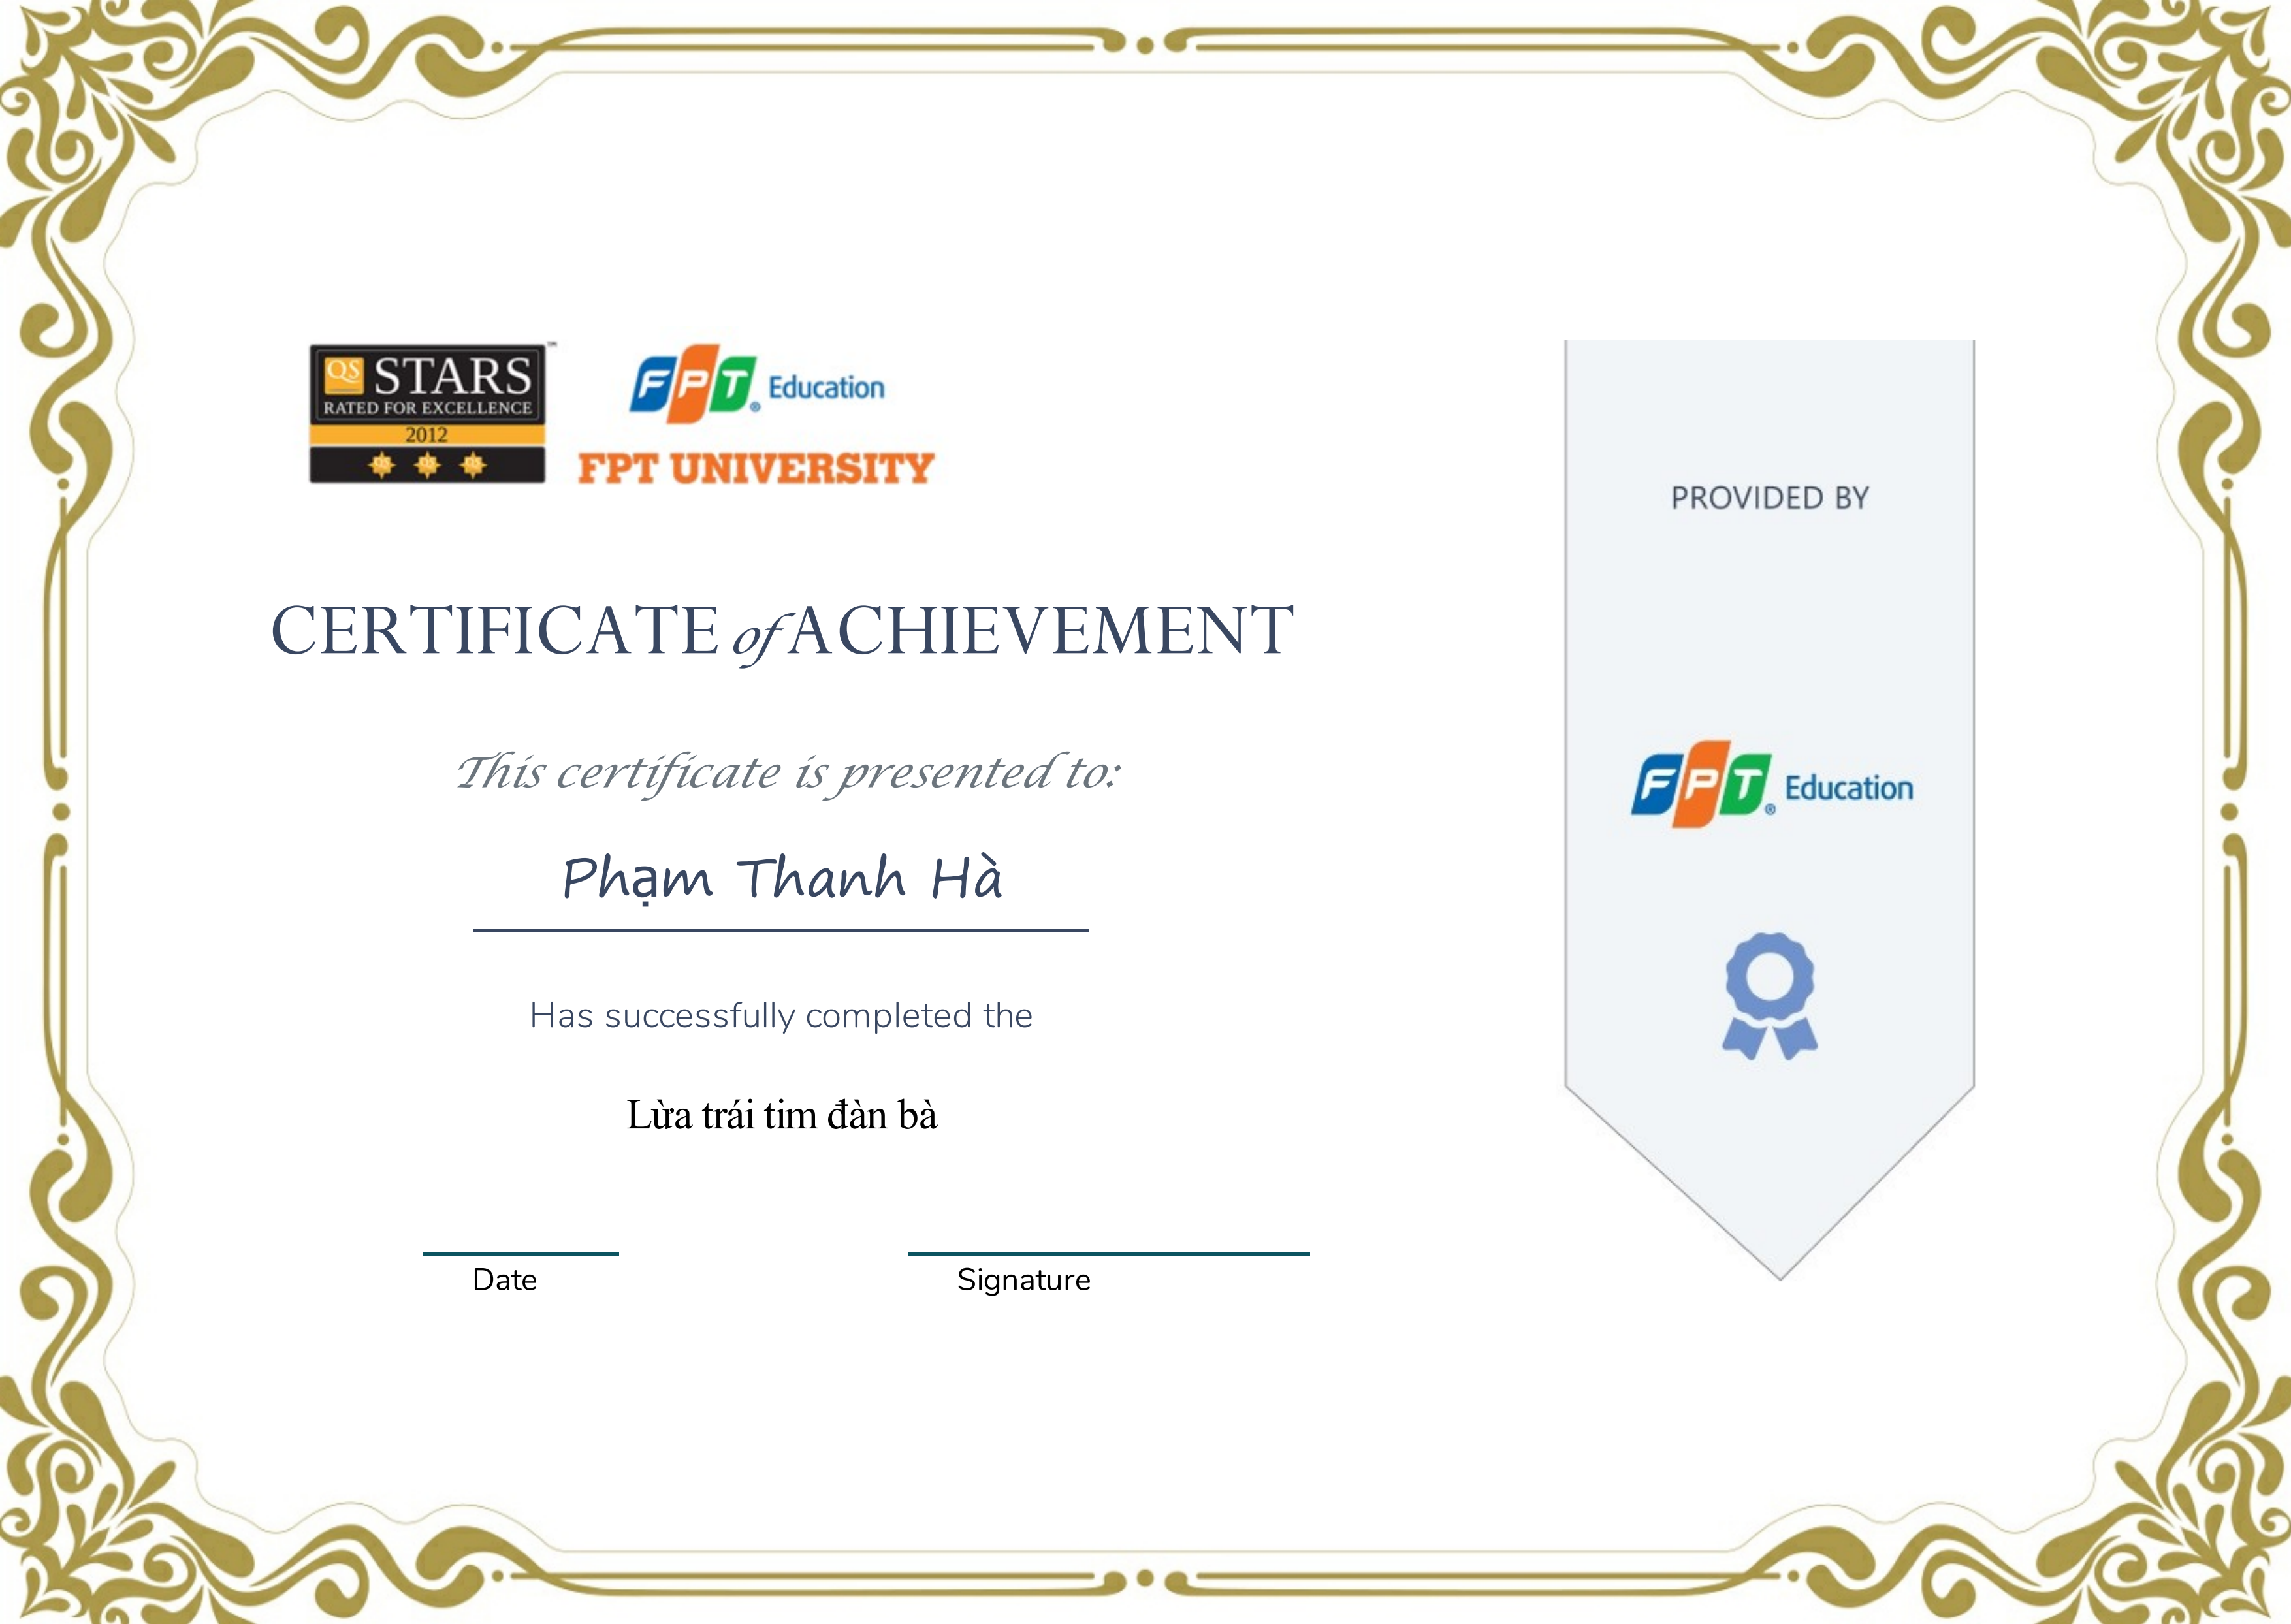 QS STARS™
RATED FOR EXCELLENCE
2012
FPT® Education
FPT UNIVERSITY
CERTIFICATE of ACHIEVEMENT
This certificate is presented to:
Phạm Thanh Hà
Has successfully completed the
Lừa trái tim đàn bà
Date
Signature
PROVIDED BY
FPT® Education